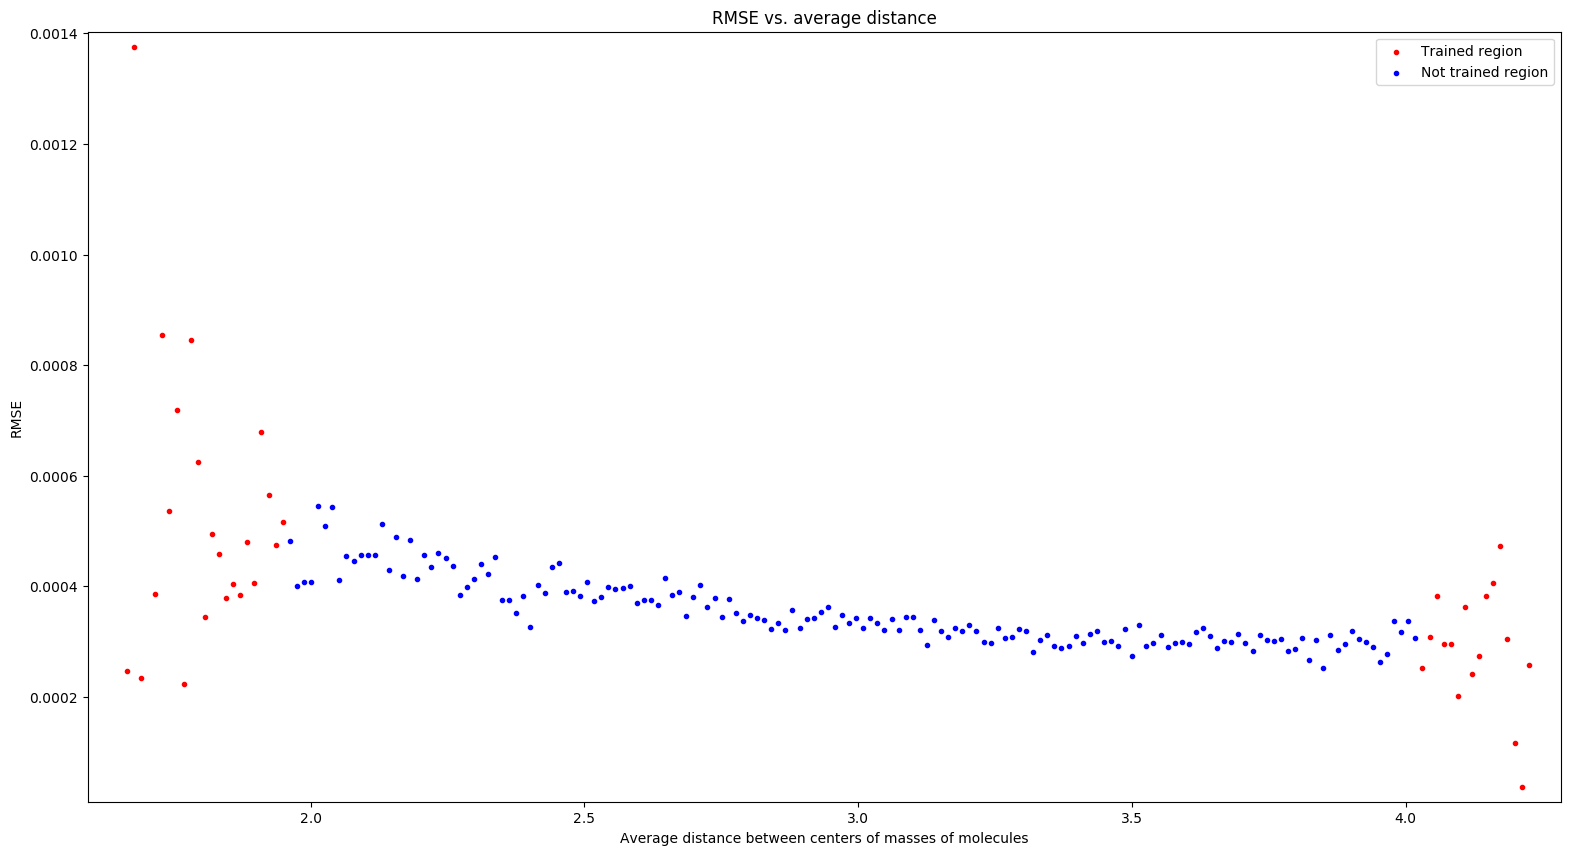 RMSE vs. average distance
Trained region
Not trained region
RMSE
0.0014
0.0012
0.0010
0.0008
0.0006
0.0004
0.0002
2.0
2.5
3.0
3.5
4.0
Average distance between centers of masses of molecules